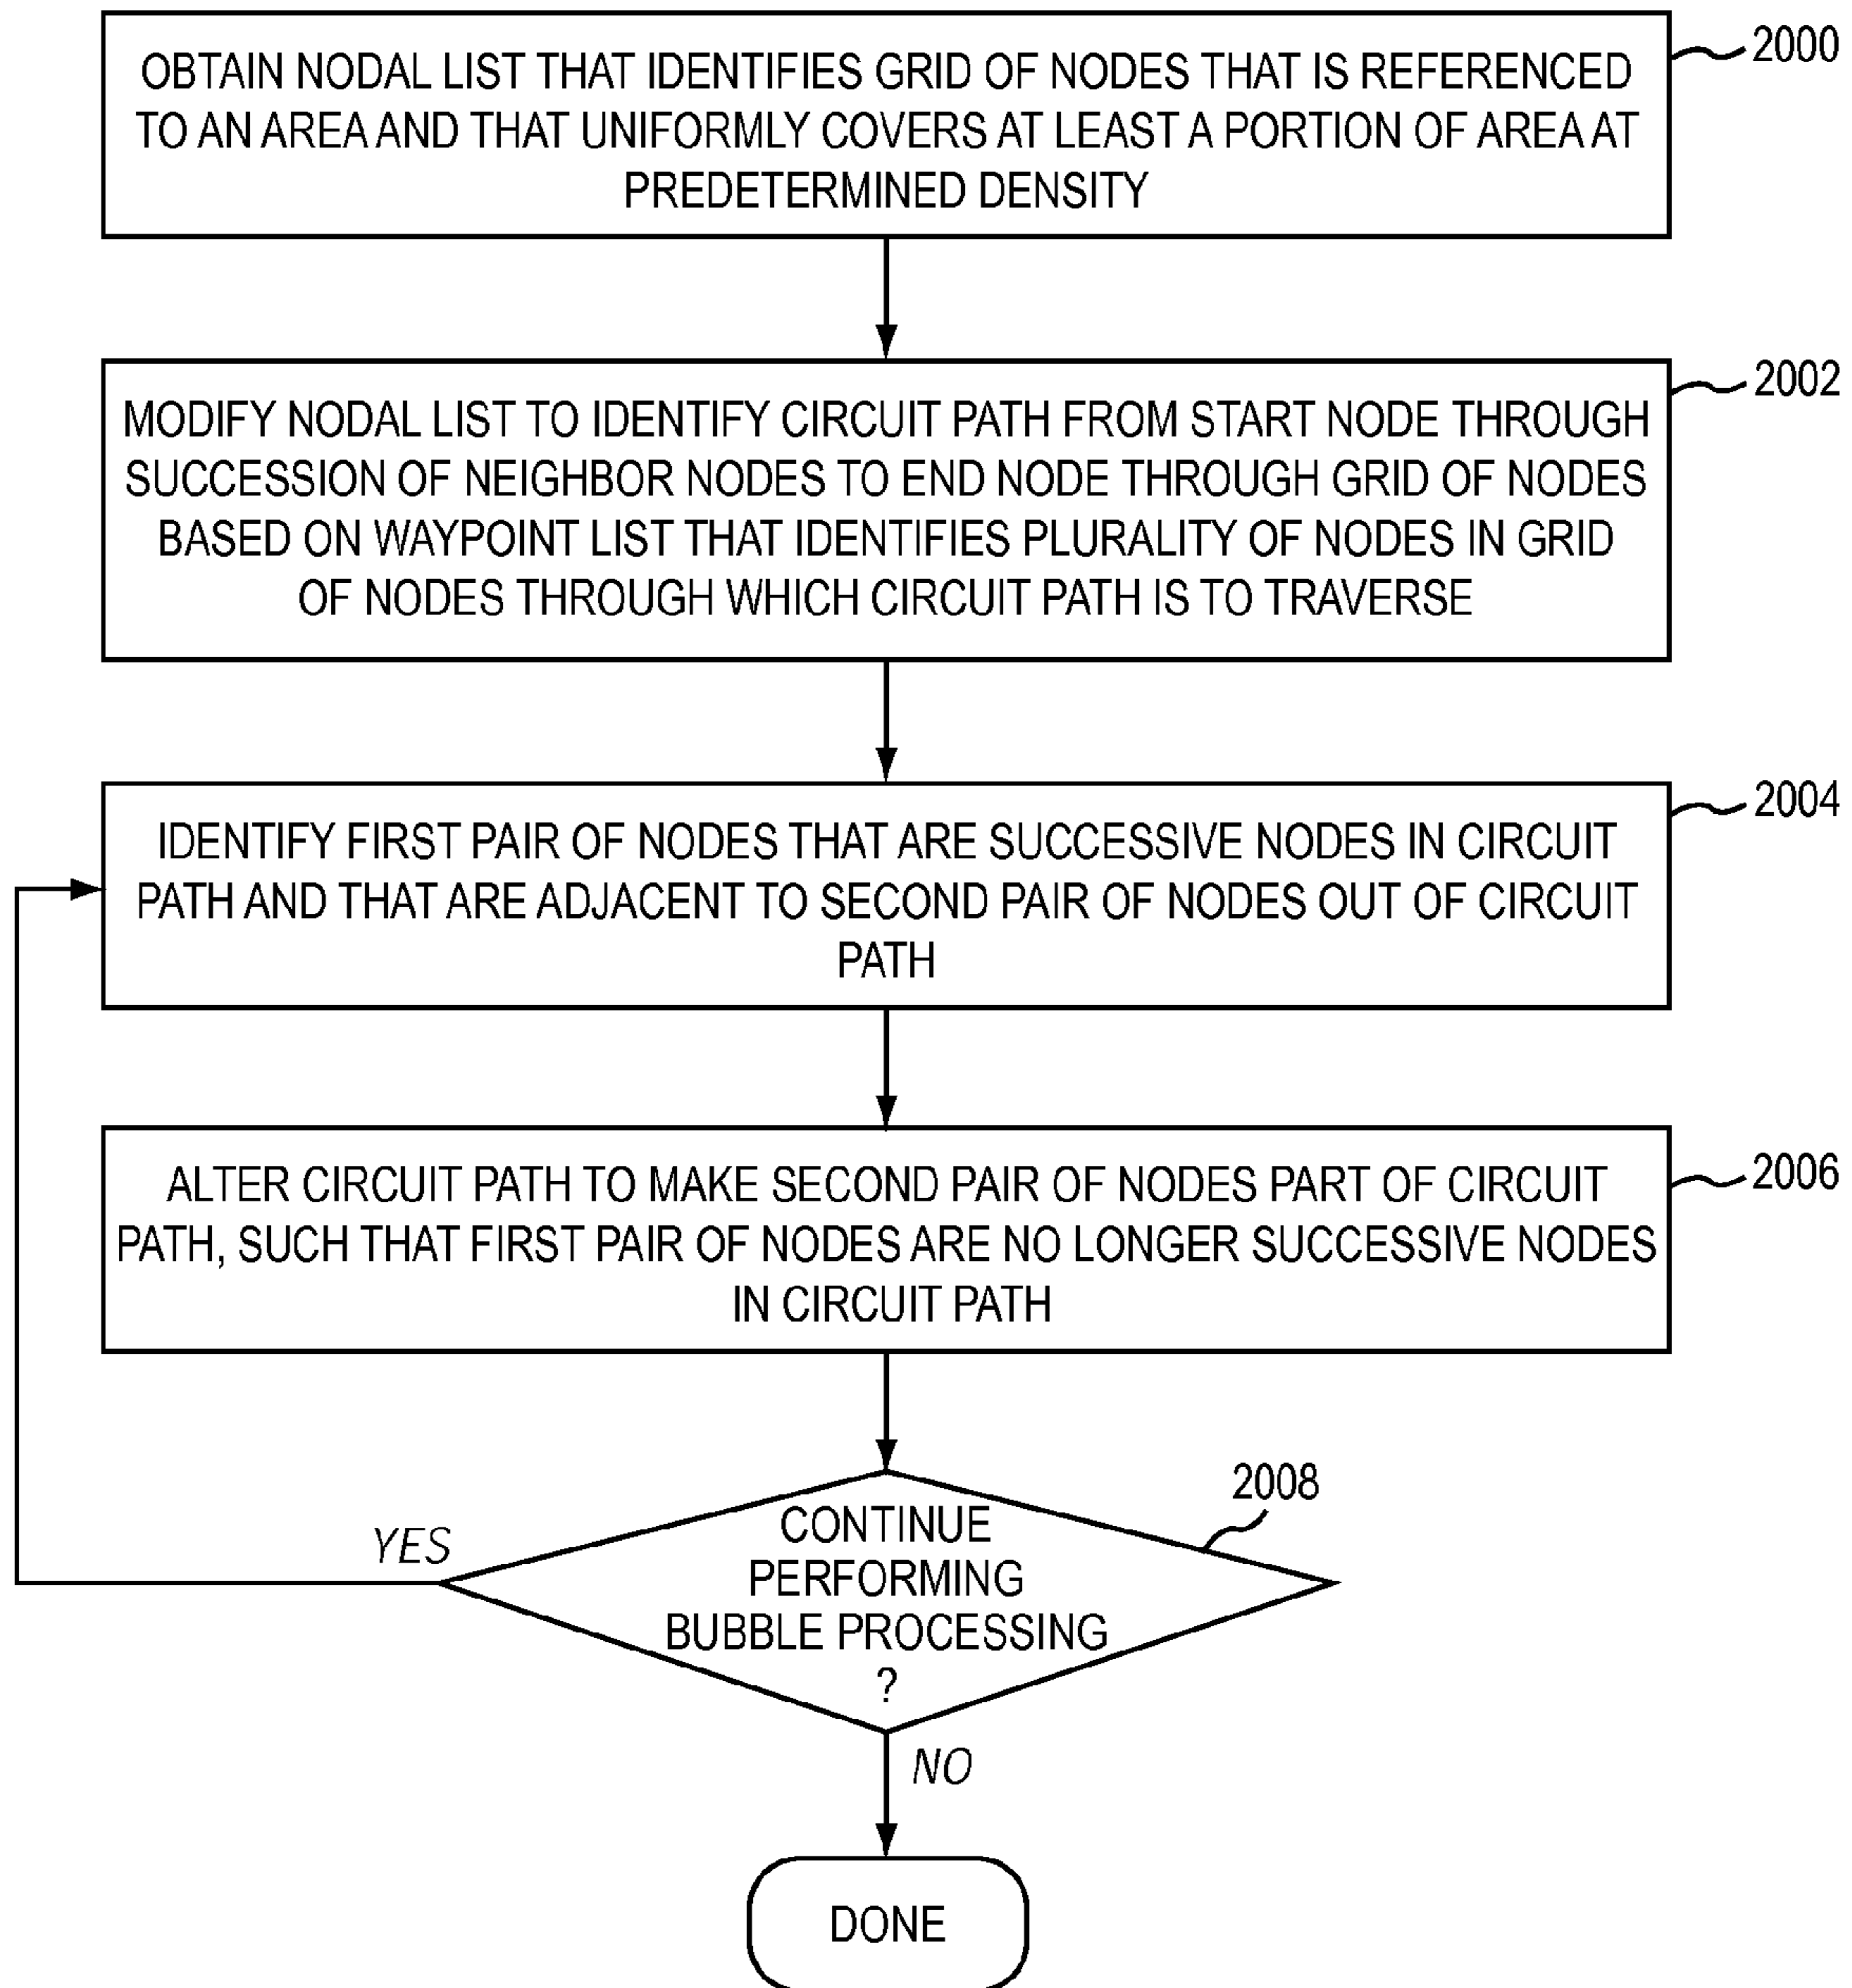 OBTAIN NODAL LIST THAT IDENTIFIES GRID OF NODES THAT IS REFERENCED
TO AN AREA AND THAT UNIFORMLY COVERS AT LEAST A PORTION OF AREA AT
PREDETERMINED DENSITY
2000
MODIFY NODAL LIST TO IDENTIFY CIRCUIT PATH FROM START NODE THROUGH
SUCCESSION OF NEIGHBOR NODES TO END NODE THROUGH GRID OF NODES
BASED ON WAYPOINT LIST THAT IDENTIFIES PLURALITY OF NODES IN GRID
OF NODES THROUGH WHICH CIRCUIT PATH IS TO TRAVERSE
2002
IDENTIFY FIRST PAIR OF NODES THAT ARE SUCCESSIVE NODES IN CIRCUIT
PATH AND THAT ARE ADJACENT TO SECOND PAIR OF NODES OUT OF CIRCUIT
PATH
2004
ALTER CIRCUIT PATH TO MAKE SECOND PAIR OF NODES PART OF CIRCUIT
PATH, SUCH THAT FIRST PAIR OF NODES ARE NO LONGER SUCCESSIVE NODES
IN CIRCUIT PATH
2006
CONTINUE
PERFORMING
BUBBLE PROCESSING
?
2008
YES
NO
DONE